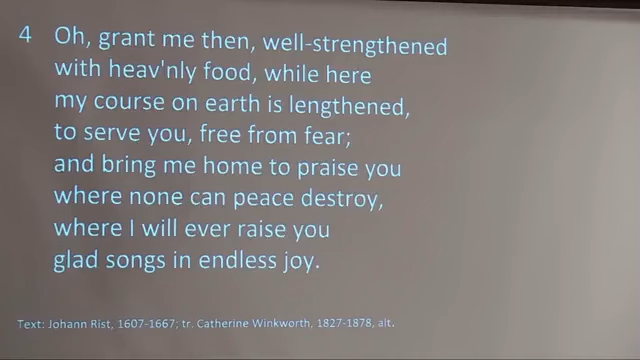 4 Oh, grant me then, well-strengthened
with heav'nly food, while here
my course on earth is lengthened,
to serve you, free from fear;
and bring me home to praise you
where none can peace destroy,
where I will ever raise you
glad songs in endless joy.
Text: Johann Rist, 1607-1667; tr. Catherine Winkworth, 1827-1878, alt.